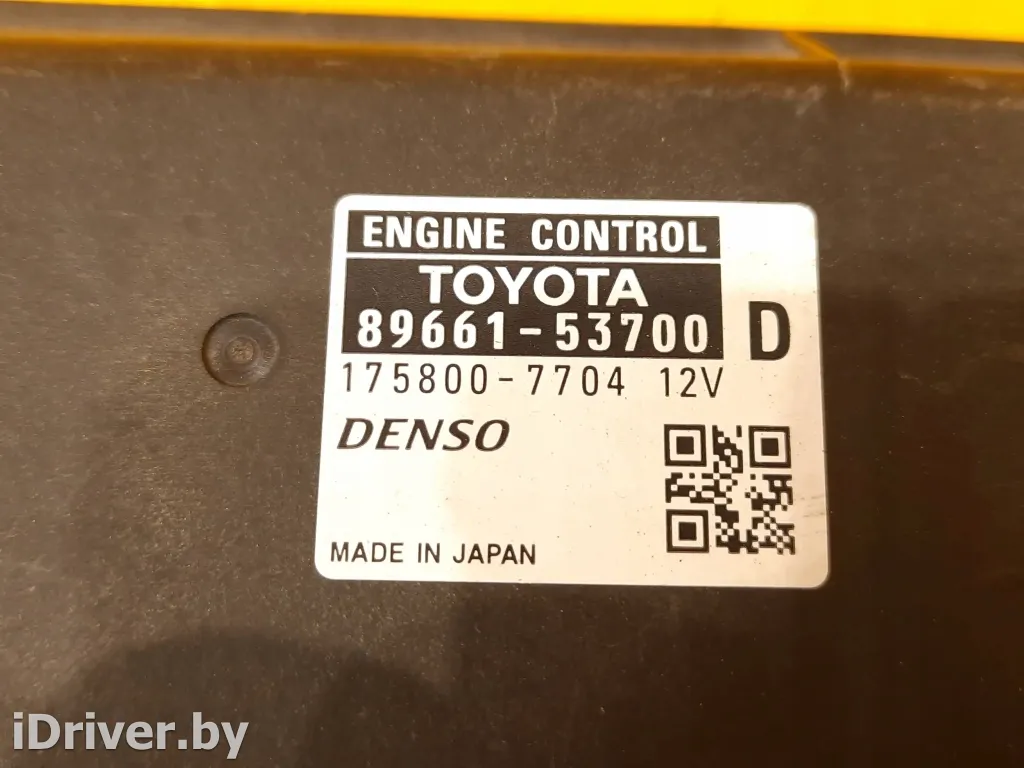 ENGINE CONTROL
TOYOTA
89661-53700
D
175800-7704 12V
DENSO
MADE IN JAPAN
iDriver.by